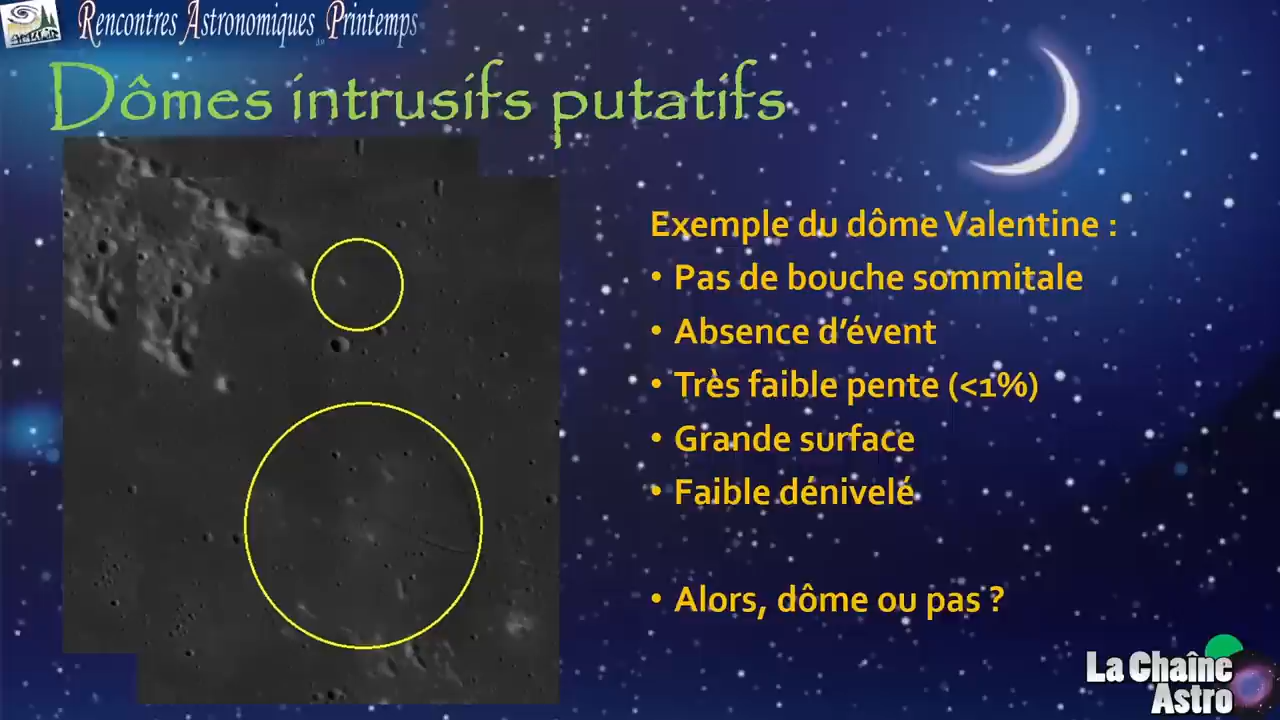 Rencontres Astronomiques du Printemps
Dômes intrusifs putatifs
Exemple du dôme Valentine :
• Pas de bouche sommitale
• Absence d'évent
• Très faible pente (<1%)
• Grande surface
• Faible dénivelé
• Alors, dôme ou pas ?
La Chaîne
Astro